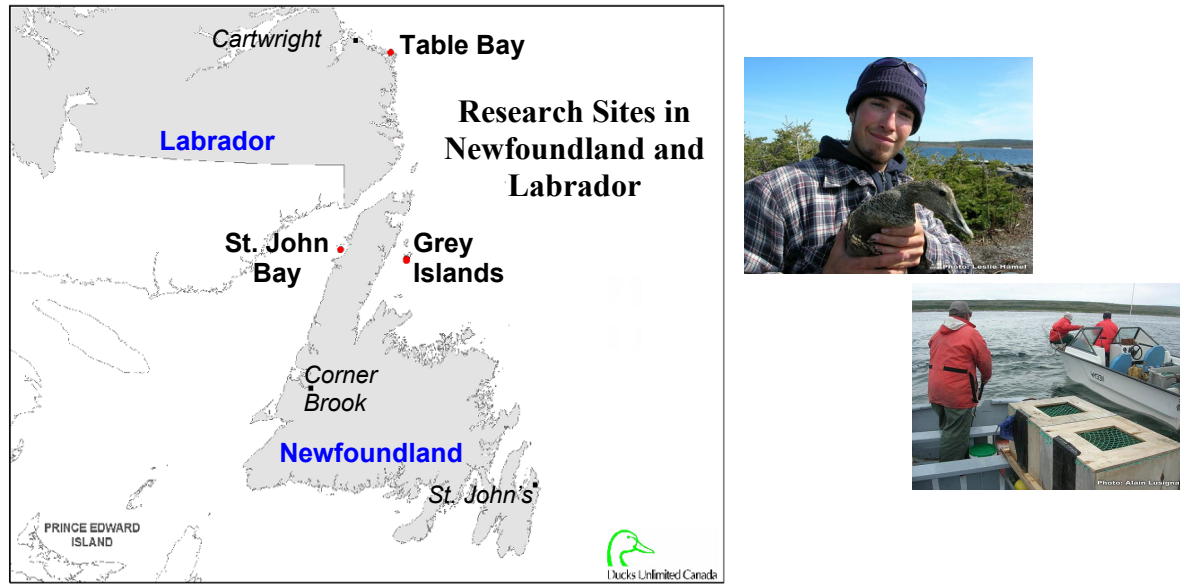 Cartwright
Table Bay
Research Sites in
Newfoundland and
Labrador
Labrador
St. John
Bay
Grey
Islands
Corner
Brook
Newfoundland
St. John's
PRINCE EDWARD
ISLAND
Ducks Unlimited Canada
Photo: Leslie Hamel
Photo: Alain Lusigna